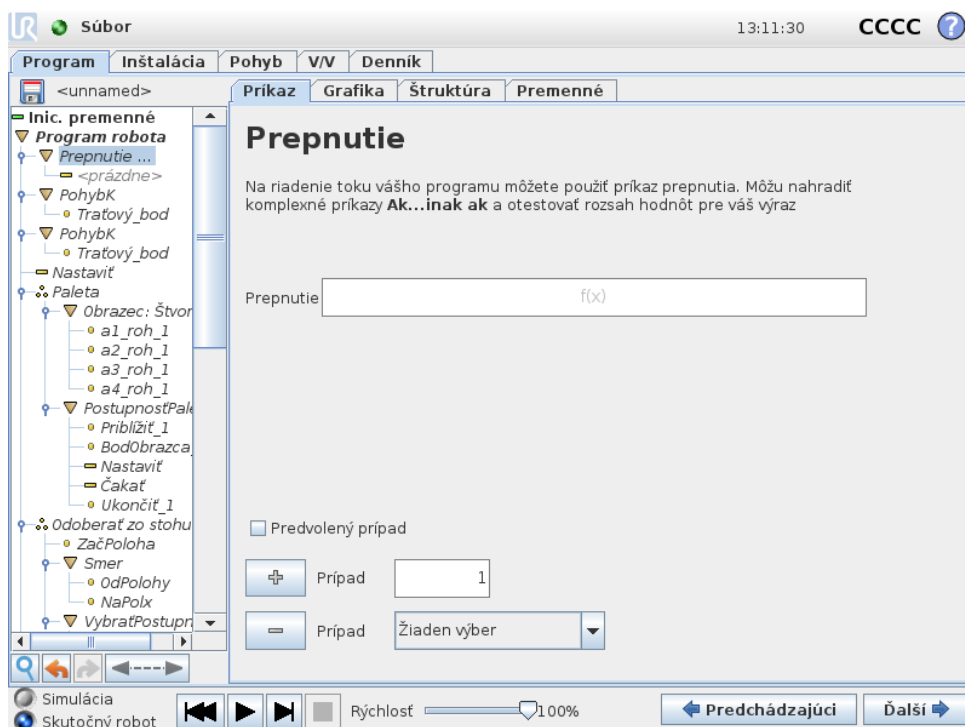 UR Súbor 13:11:30 CCCC ?
Program Inštalácia Pohyb V/V Denník
<unnamed> Príkaz Grafika Štruktúra Premenné
Inic. premenné
Program robota
Prepnutie ...
<prázdne>
PohybK
Traťový_bod
PohybK
Traťový_bod
Nastaviť
Paleta
Obrazec: Štvor
a1_roh_1
a2_roh_1
a3_roh_1
a4_roh_1
PostupnosťPale
Priblížiť_1
BodObrazca_
Nastaviť
Čakať
Ukončiť_1
Odoberať zo stohu
ZačPoloha
Smer
OdPolohy
NaPolx
VybraťPostupn
Prepnutie
Na riadenie toku vášho programu môžete použiť príkaz prepnutia. Môžu nahradiť
komplexné príkazy Ak...inak ak a otestovať rozsah hodnôt pre váš výraz
Prepnutie f(x)
Predvolený prípad
Prípad 1
Prípad Žiaden výber
Simulácia
Skutočný robot
Rýchlosť 100%
Predchádzajúci Ďalší